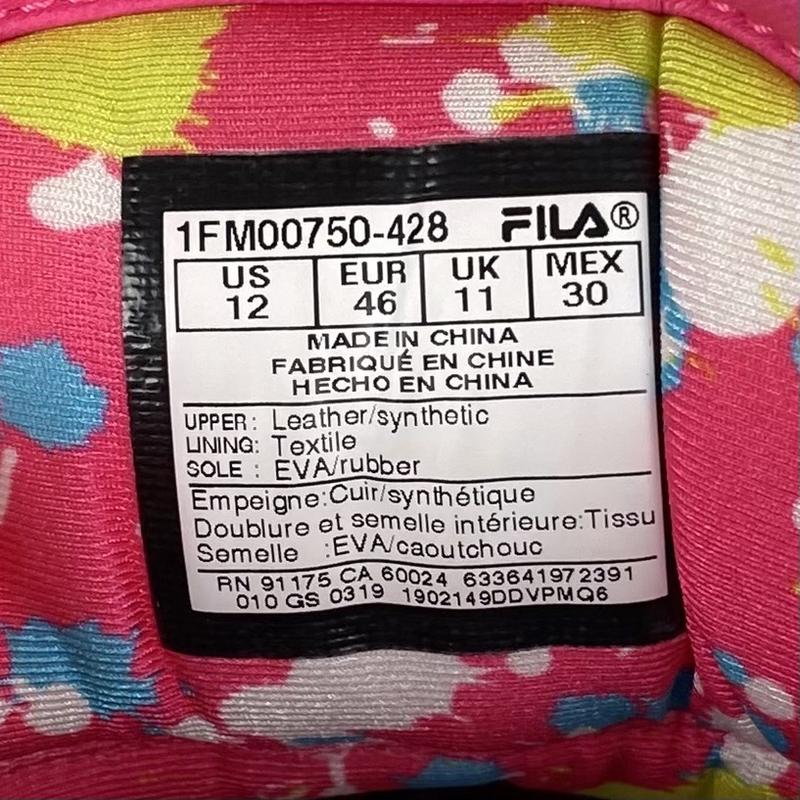 1FM00750-428 FILA®
US EUR UK MEX
12 46 11 30
MADE IN CHINA
FABRIQUÉ EN CHINE
HECHO EN CHINA
UPPER: Leather/synthetic
LINING: Textile
SOLE : EVA/rubber
Empeigne:Cuir/synthétique
Doublure et semelle intérieure:Tissu
Semelle :EVA/caoutchouc
RN 91175 CA 60024 633641972391
010 GS 0319 1902149DDVPMQ6